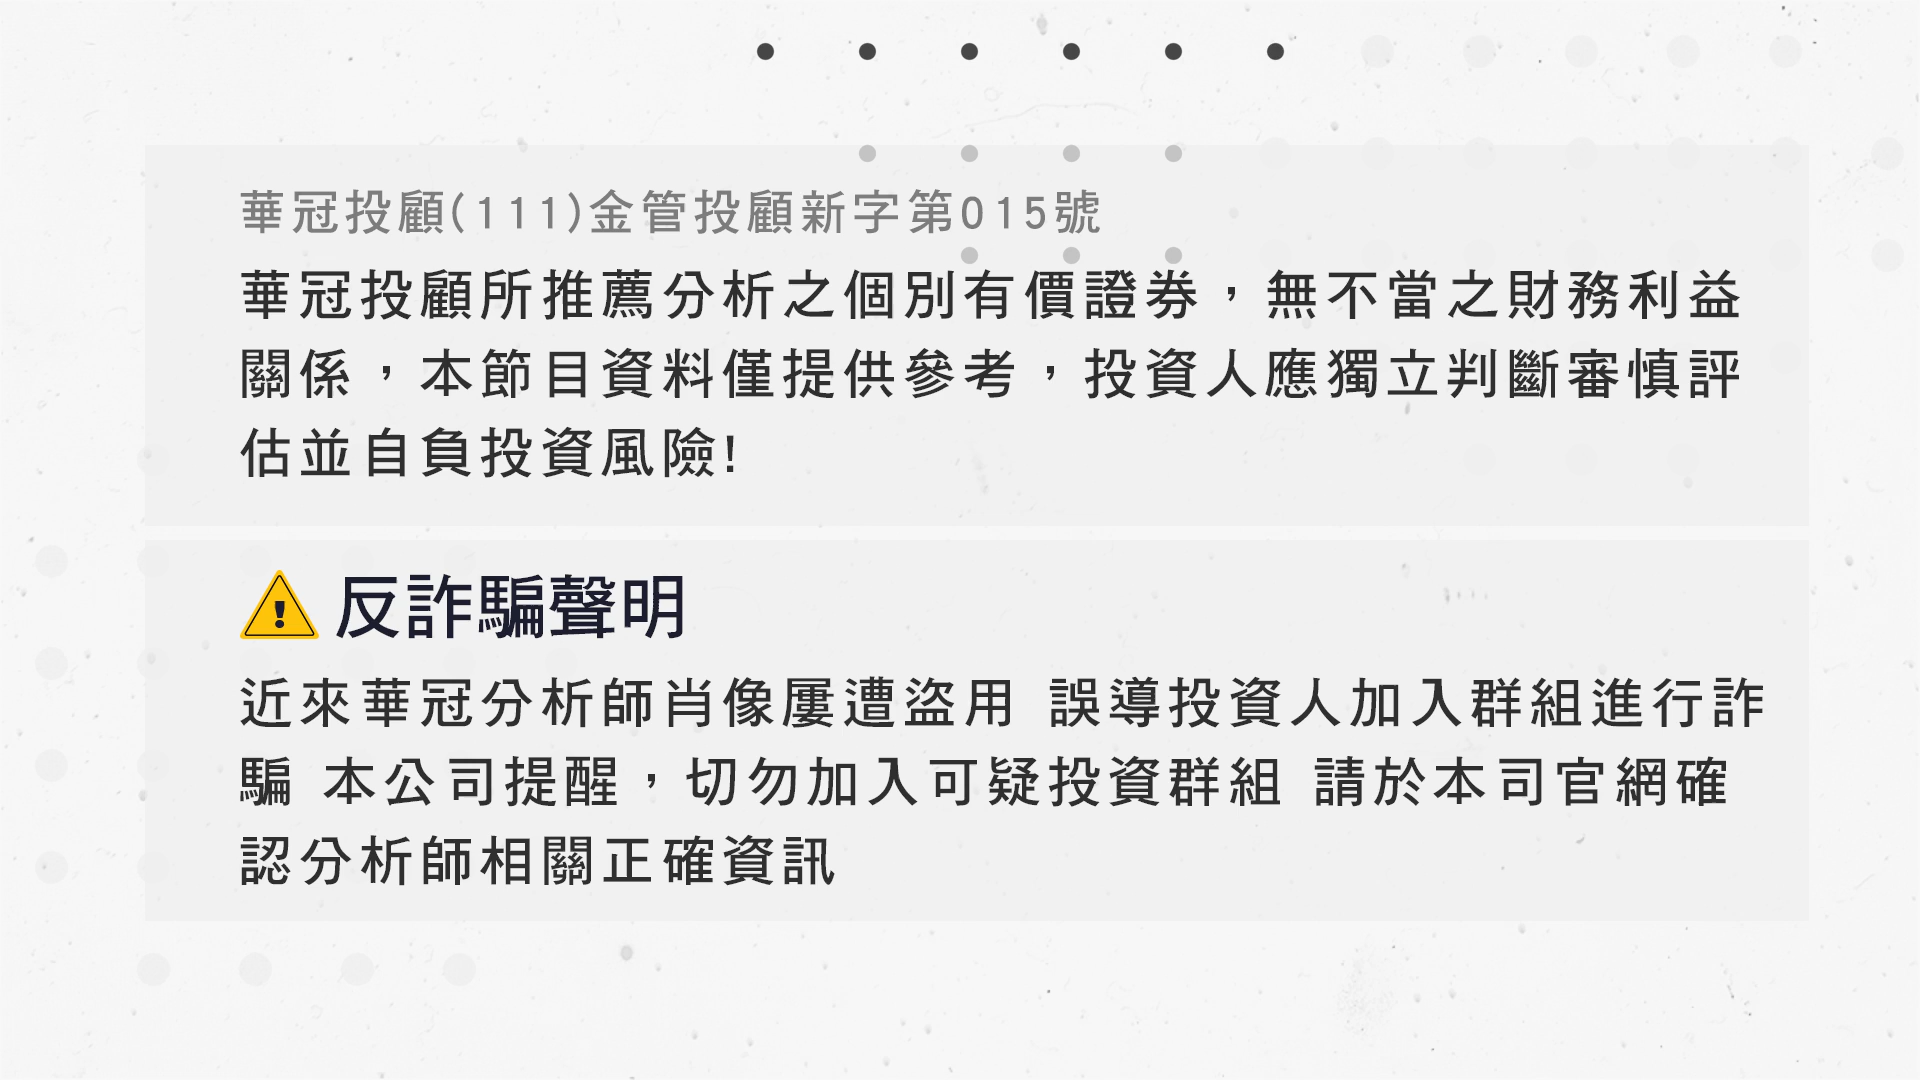 華冠投顧(111)金管投顧新字第015號
華冠投顧所推薦分析之個別有價證券，無不當之財務利益
關係，本節目資料僅提供參考，投資人應獨立判斷審慎評
估並自負投資風險!
反詐騙聲明
近來華冠分析師肖像屢遭盜用 誤導投資人加入群組進行詐
騙 本公司提醒，切勿加入可疑投資群組 請於本司官網確
認分析師相關正確資訊